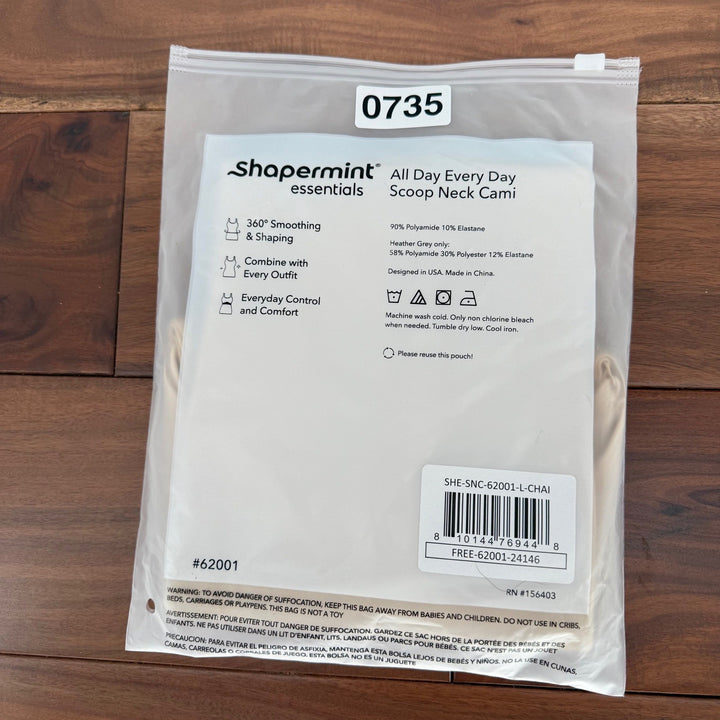 0735
Shapermint®
essentials
All Day Every Day
Scoop Neck Cami
360° Smoothing
& Shaping
Combine with
Every Outfit
Everyday Control
and Comfort
90% Polyamide 10% Elastane
Heather Grey only:
58% Polyamide 30% Polyester 12% Elastane
Designed in USA. Made in China.
Machine wash cold. Only non chlorine bleach
when needed. Tumble dry low. Cool iron.
Please reuse this pouch!
SHE-SNC-62001-L-CHAI
8 10144 76944 8
FREE-62001-24146
#62001
RN #156403
WARNING: TO AVOID DANGER OF SUFFOCATION, KEEP THIS BAG AWAY FROM BABIES AND CHILDREN. DO NOT USE IN CRIBS,
BEDS, CARRIAGES OR PLAYPENS. THIS BAG IS NOT A TOY
AVERTISSEMENT: POUR EVITER TOUT DANGER DE SUFFOCATION. GARDEZ CE SAC HORS DE LA PORTÉE DES BÉBÉS ET DES
ENFANTS. NE PAS UTILISER DANS UN LIT D'ENFANT, LITS. LANDAUS OU PARCS POUR BÉBÉS. CE SAC N'EST PAS UN JOUET
PRECAUCION: PARA EVITAR EL PELIGRO DE ASFIXIA, MANTENGA ESTA BOLSA LEJOS DE BEBÉS Y NIÑOS. NO LA USE EN CUNAS,
CAMAS, CARREOLAS O CORRALES DE JUEGO. ESTA BOLSA NO ES UN JUGUETE